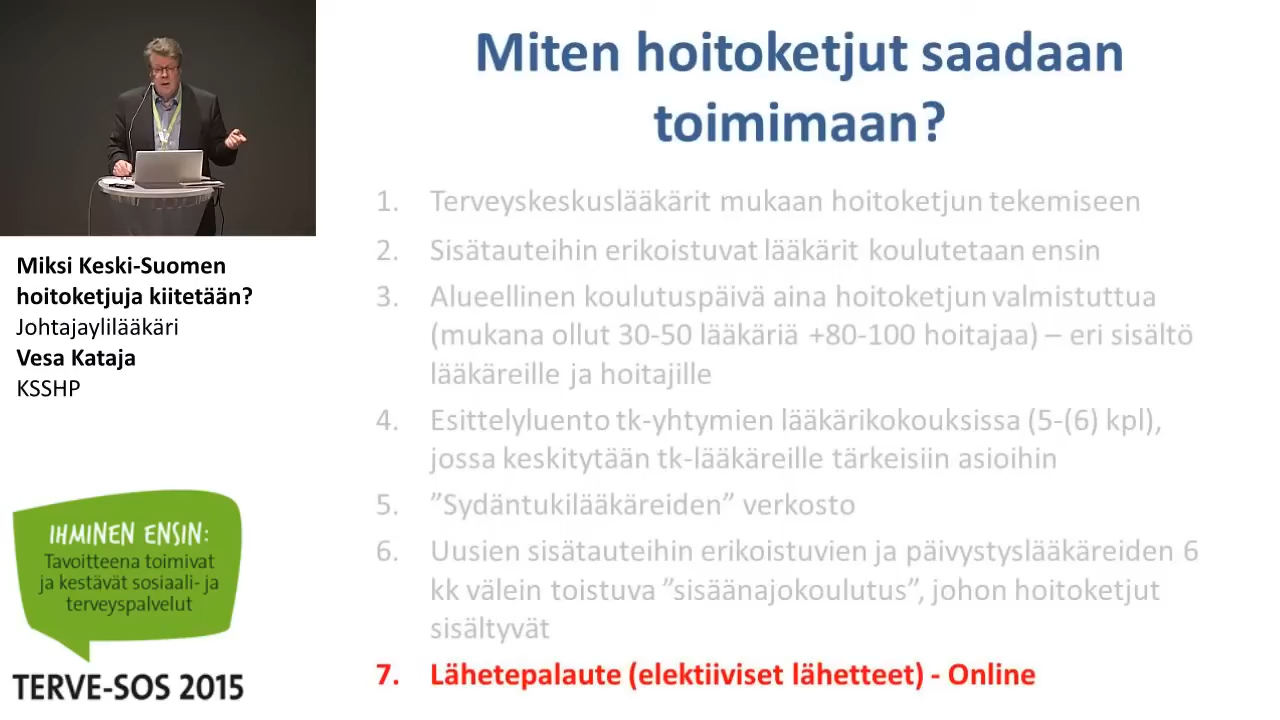 Miten hoitoketjut saadaan
toimimaan?
1. Terveyskeskuslääkärit mukaan hoitoketjun tekemiseen
2. Sisätauteihin erikoistuvat lääkärit koulutetaan ensin
3. Alueellinen koulutuspäivä aina hoitoketjun valmistuttua
(mukana ollut 30-50 lääkäriä +80-100 hoitajaa) – eri sisältö
lääkäreille ja hoitajille
4. Esittelyluento tk-yhtymien lääkärikokouksissa (5-(6) kpl),
jossa keskitytään tk-lääkäreille tärkeisiin asioihin
5. ”Sydäntukilääkäreiden” verkosto
6. Uusien sisätauteihin erikoistuvien ja päivystyslääkäreiden 6
kk välein toistuva ”sisäänajokoulutus”, johon hoitoketjut
sisältyvät
7. Lähetepalaute (elektiiviset lähetteet) - Online
Miksi Keski-Suomen
hoitoketjuja kiitetään?
Johtajaylilääkäri
Vesa Kataja
KSSHP
IHMINEN ENSIN:
Tavoitteena toimivat
ja kestävät sosiaali- ja
terveyspalvelut
TERVE-SOS 2015